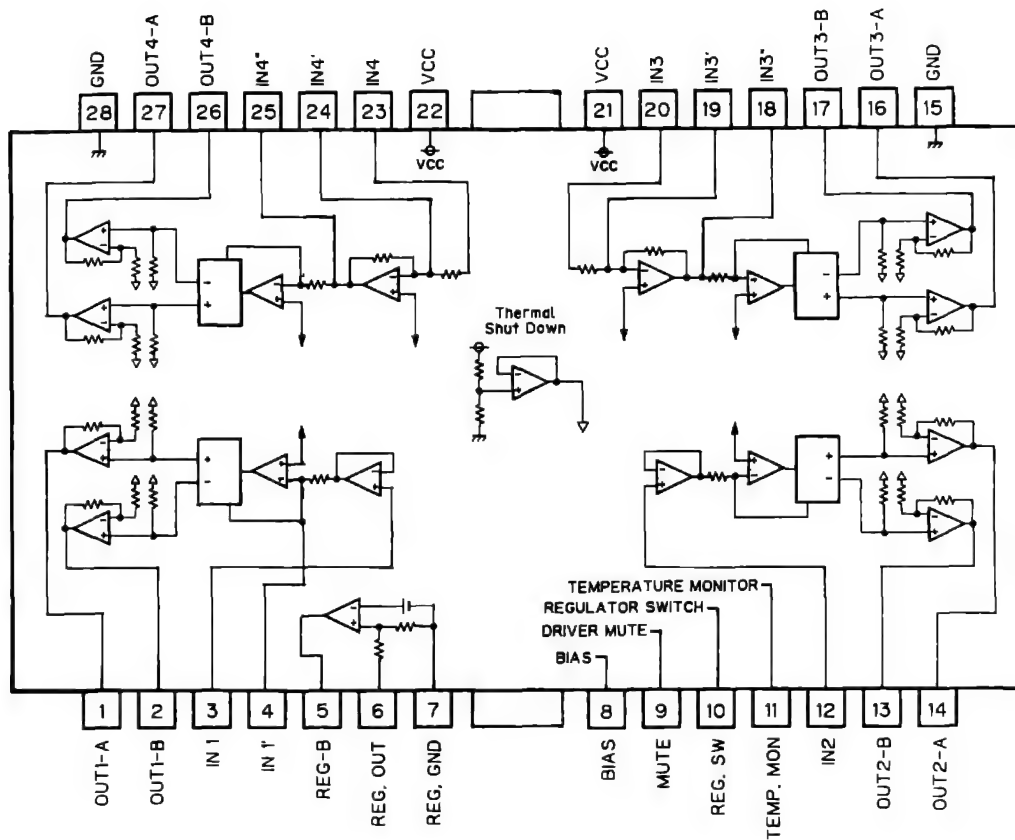 GND
OUT4-A
OUT4-B
IN4"
IN4'
IN4
VCC
VCC
IN3
IN3'
IN3"
OUT3-B
OUT3-A
GND
28
27
26
25
24
23
22
21
20
19
18
17
16
15
VCC
VCC
Thermal
Shut Down
TEMPERATURE MONITOR
REGULATOR SWITCH
DRIVER MUTE
BIAS
1
2
3
4
5
6
7
8
9
10
11
12
13
14
OUT1-A
OUT1-B
IN 1
IN 1'
REG-B
REG. OUT
REG. GND
BIAS
MUTE
REG. SW
TEMP. MON
IN2
OUT2-B
OUT2-A